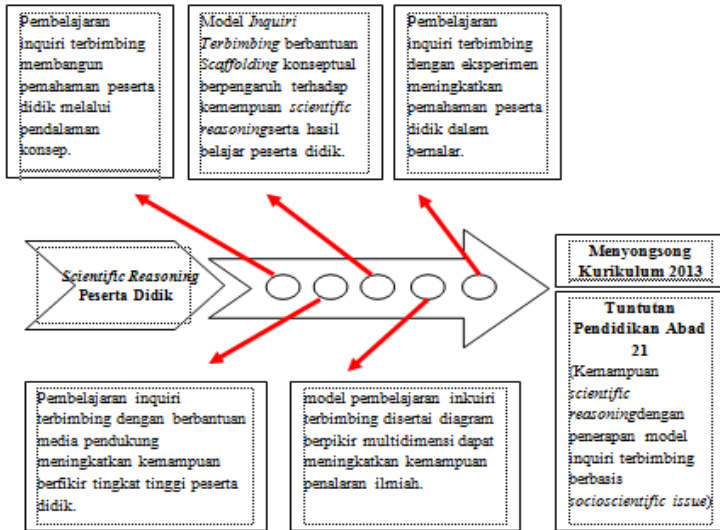 Pembelajaran
inquiri terbimbing
membangun
pemahaman peserta
didik melalui
pendalaman
konsep.
Model Inquiri
Terbimbing berbantuan
Scaffolding konseptual
berpengaruh terhadap
kemempuan scientific
reasoningserta hasil
belajar peserta didik.
Pembelajaran
inquiri terbimbing
dengan eksperimen
meningkatkan
pemahaman peserta
didik dalam
bernalar.
Scientific Reasoning
Peserta Didik
Menyongsong
Kurikulum 2013
Tuntutan
Pendidikan Abad
21
(Kemampuan
scientific
reasoningdengan
penerapan model
inquiri terbimbing
berbasis
socioscientific issue)
Pembelajaran inquiri
terbimbing dengan berbantuan
media pendukung
meningkatkan kemampuan
berfikir tingkat tinggi peserta
didik.
model pembelajaran inkuiri
terbimbing disertai diagram
berpikir multidimensi dapat
meningkatkan kemampuan
penalaran ilmiah.